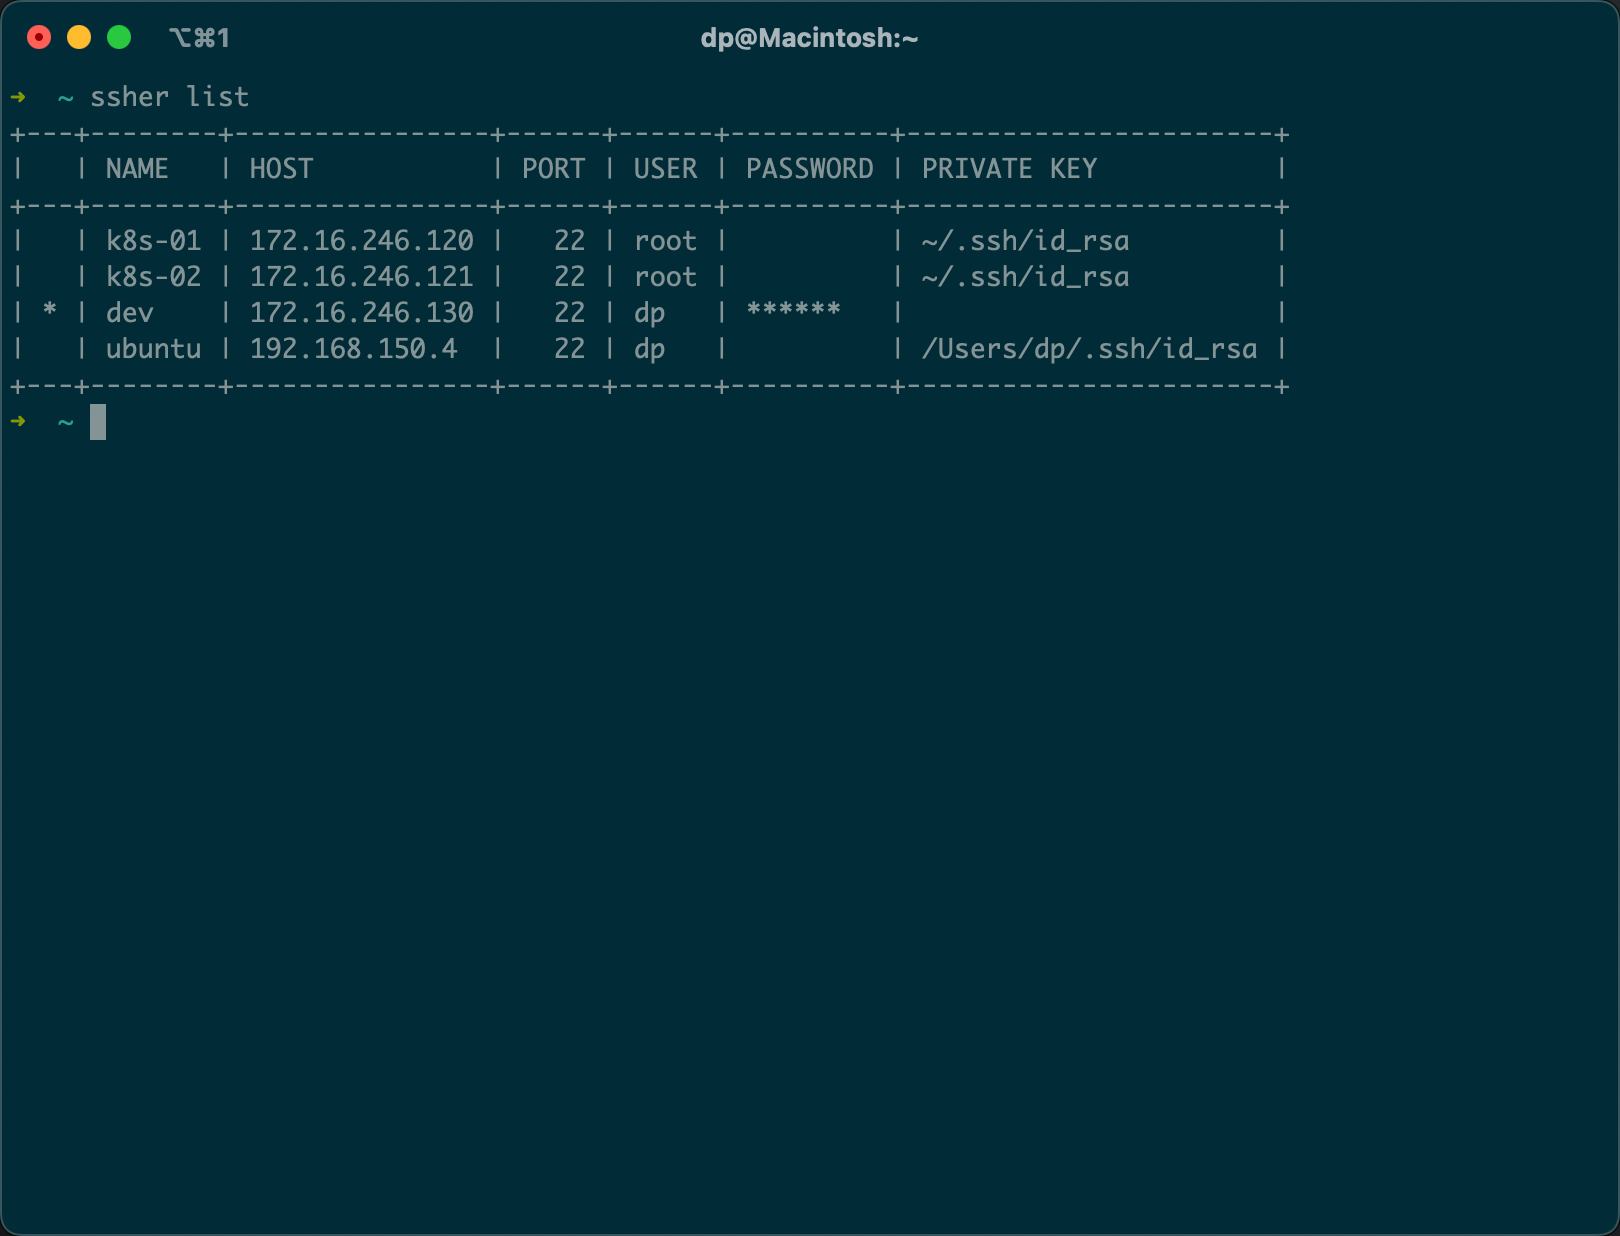 ⌥⌘1 dp@Macintosh:~
➜  ~ ssher list
+---+--------+----------------+------+------+----------+-----------------------+
|   | NAME   | HOST           | PORT | USER | PASSWORD | PRIVATE KEY           |
+---+--------+----------------+------+------+----------+-----------------------+
|   | k8s-01 | 172.16.246.120 |   22 | root |          | ~/.ssh/id_rsa         |
|   | k8s-02 | 172.16.246.121 |   22 | root |          | ~/.ssh/id_rsa         |
| * | dev    | 172.16.246.130 |   22 | dp   | ******   |                       |
|   | ubuntu | 192.168.150.4  |   22 | dp   |          | /Users/dp/.ssh/id_rsa |
+---+--------+----------------+------+------+----------+-----------------------+
➜  ~